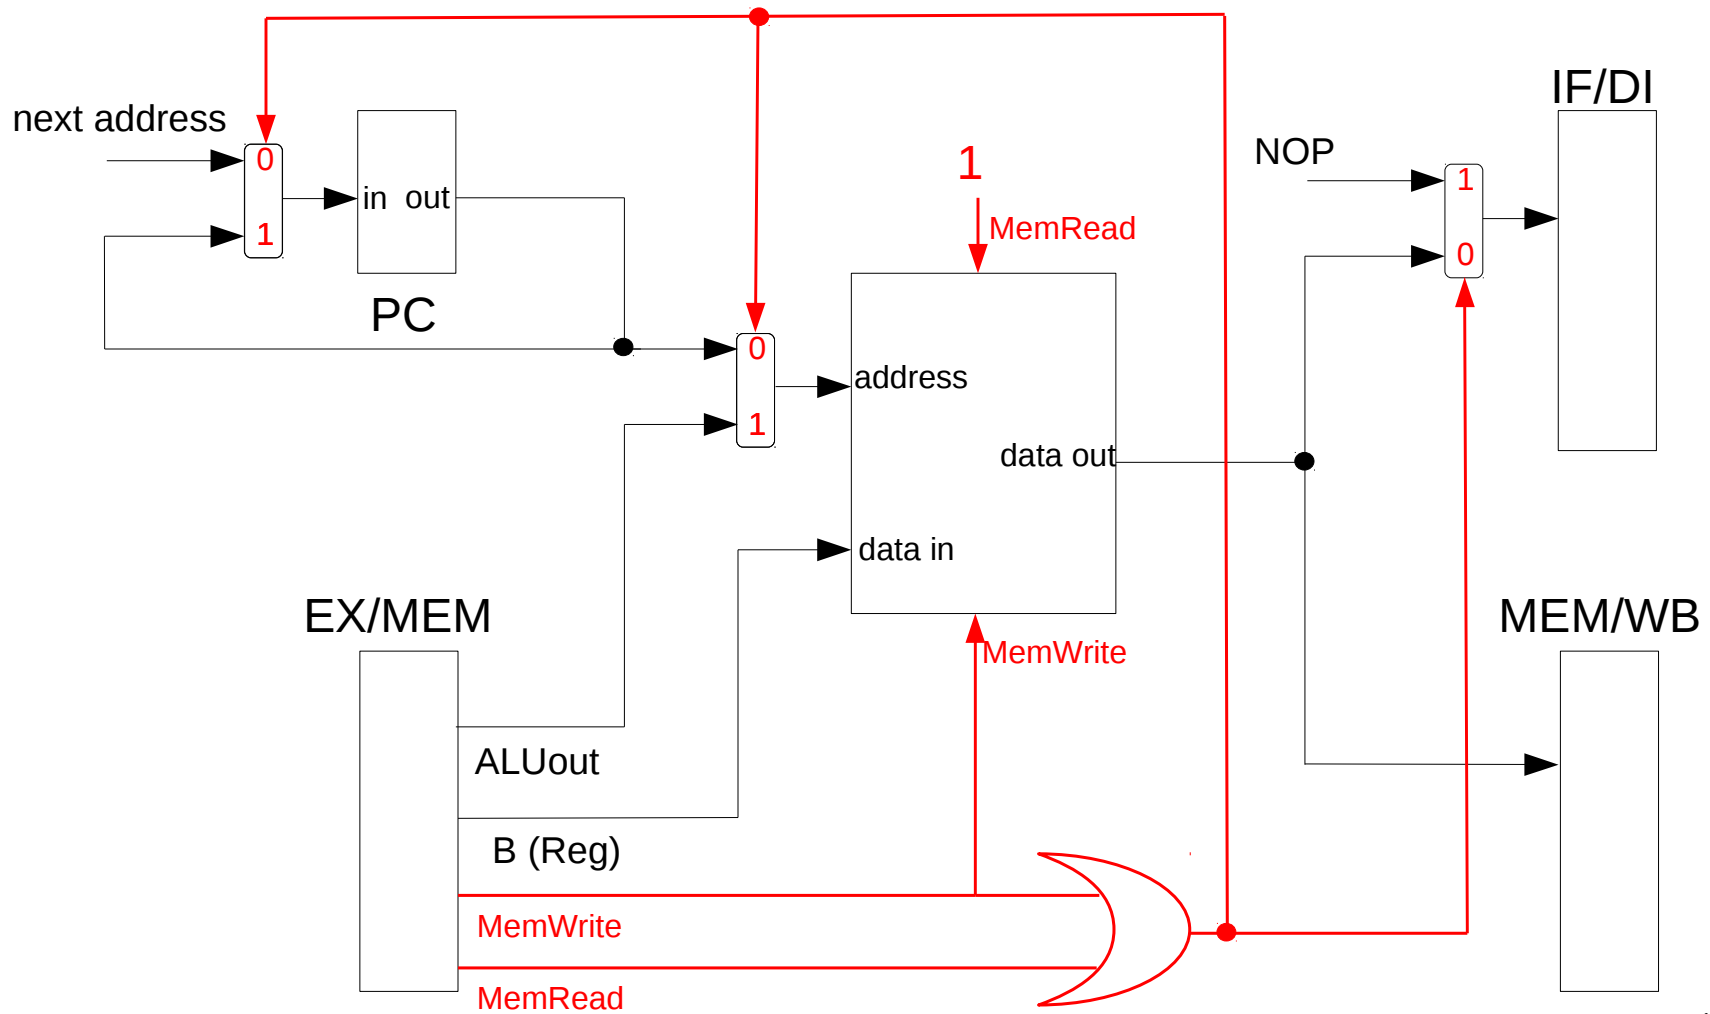 IF/DI
next address
NOP
0
1
1
in out
1
MemRead
0
PC
0
address
1
data out
data in
EX/MEM
MEM/WB
MemWrite
ALUout
B (Reg)
MemWrite
MemRead